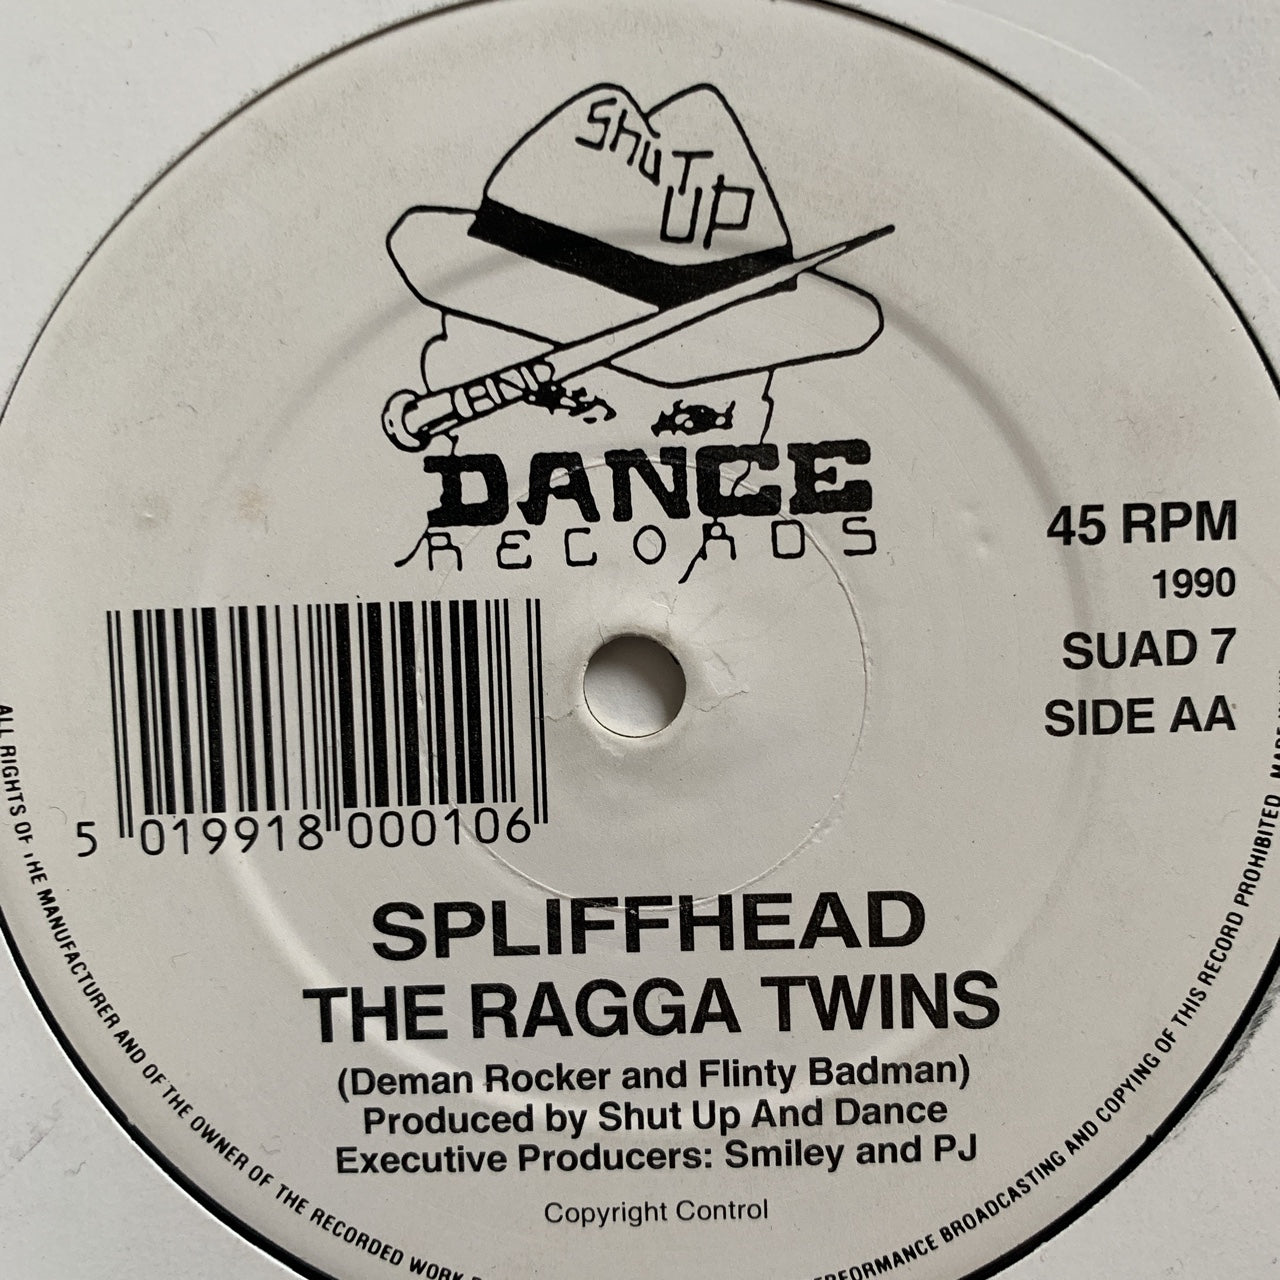 Shut
UP
DANCE
RECORDS
45 RPM
1990
SUAD 7
SIDE AA
5 019918 000106
SPLIFFHEAD
THE RAGGA TWINS
(Deman Rocker and Flinty Badman)
Produced by Shut Up And Dance
Executive Producers: Smiley and PJ
Copyright Control
ALL RIGHTS OF THE MANUFACTURER AND OF THE OWNER OF THE RECORDED WORK
PERFORMANCE BROADCASTING AND COPYING OF THIS RECORD PROHIBITED